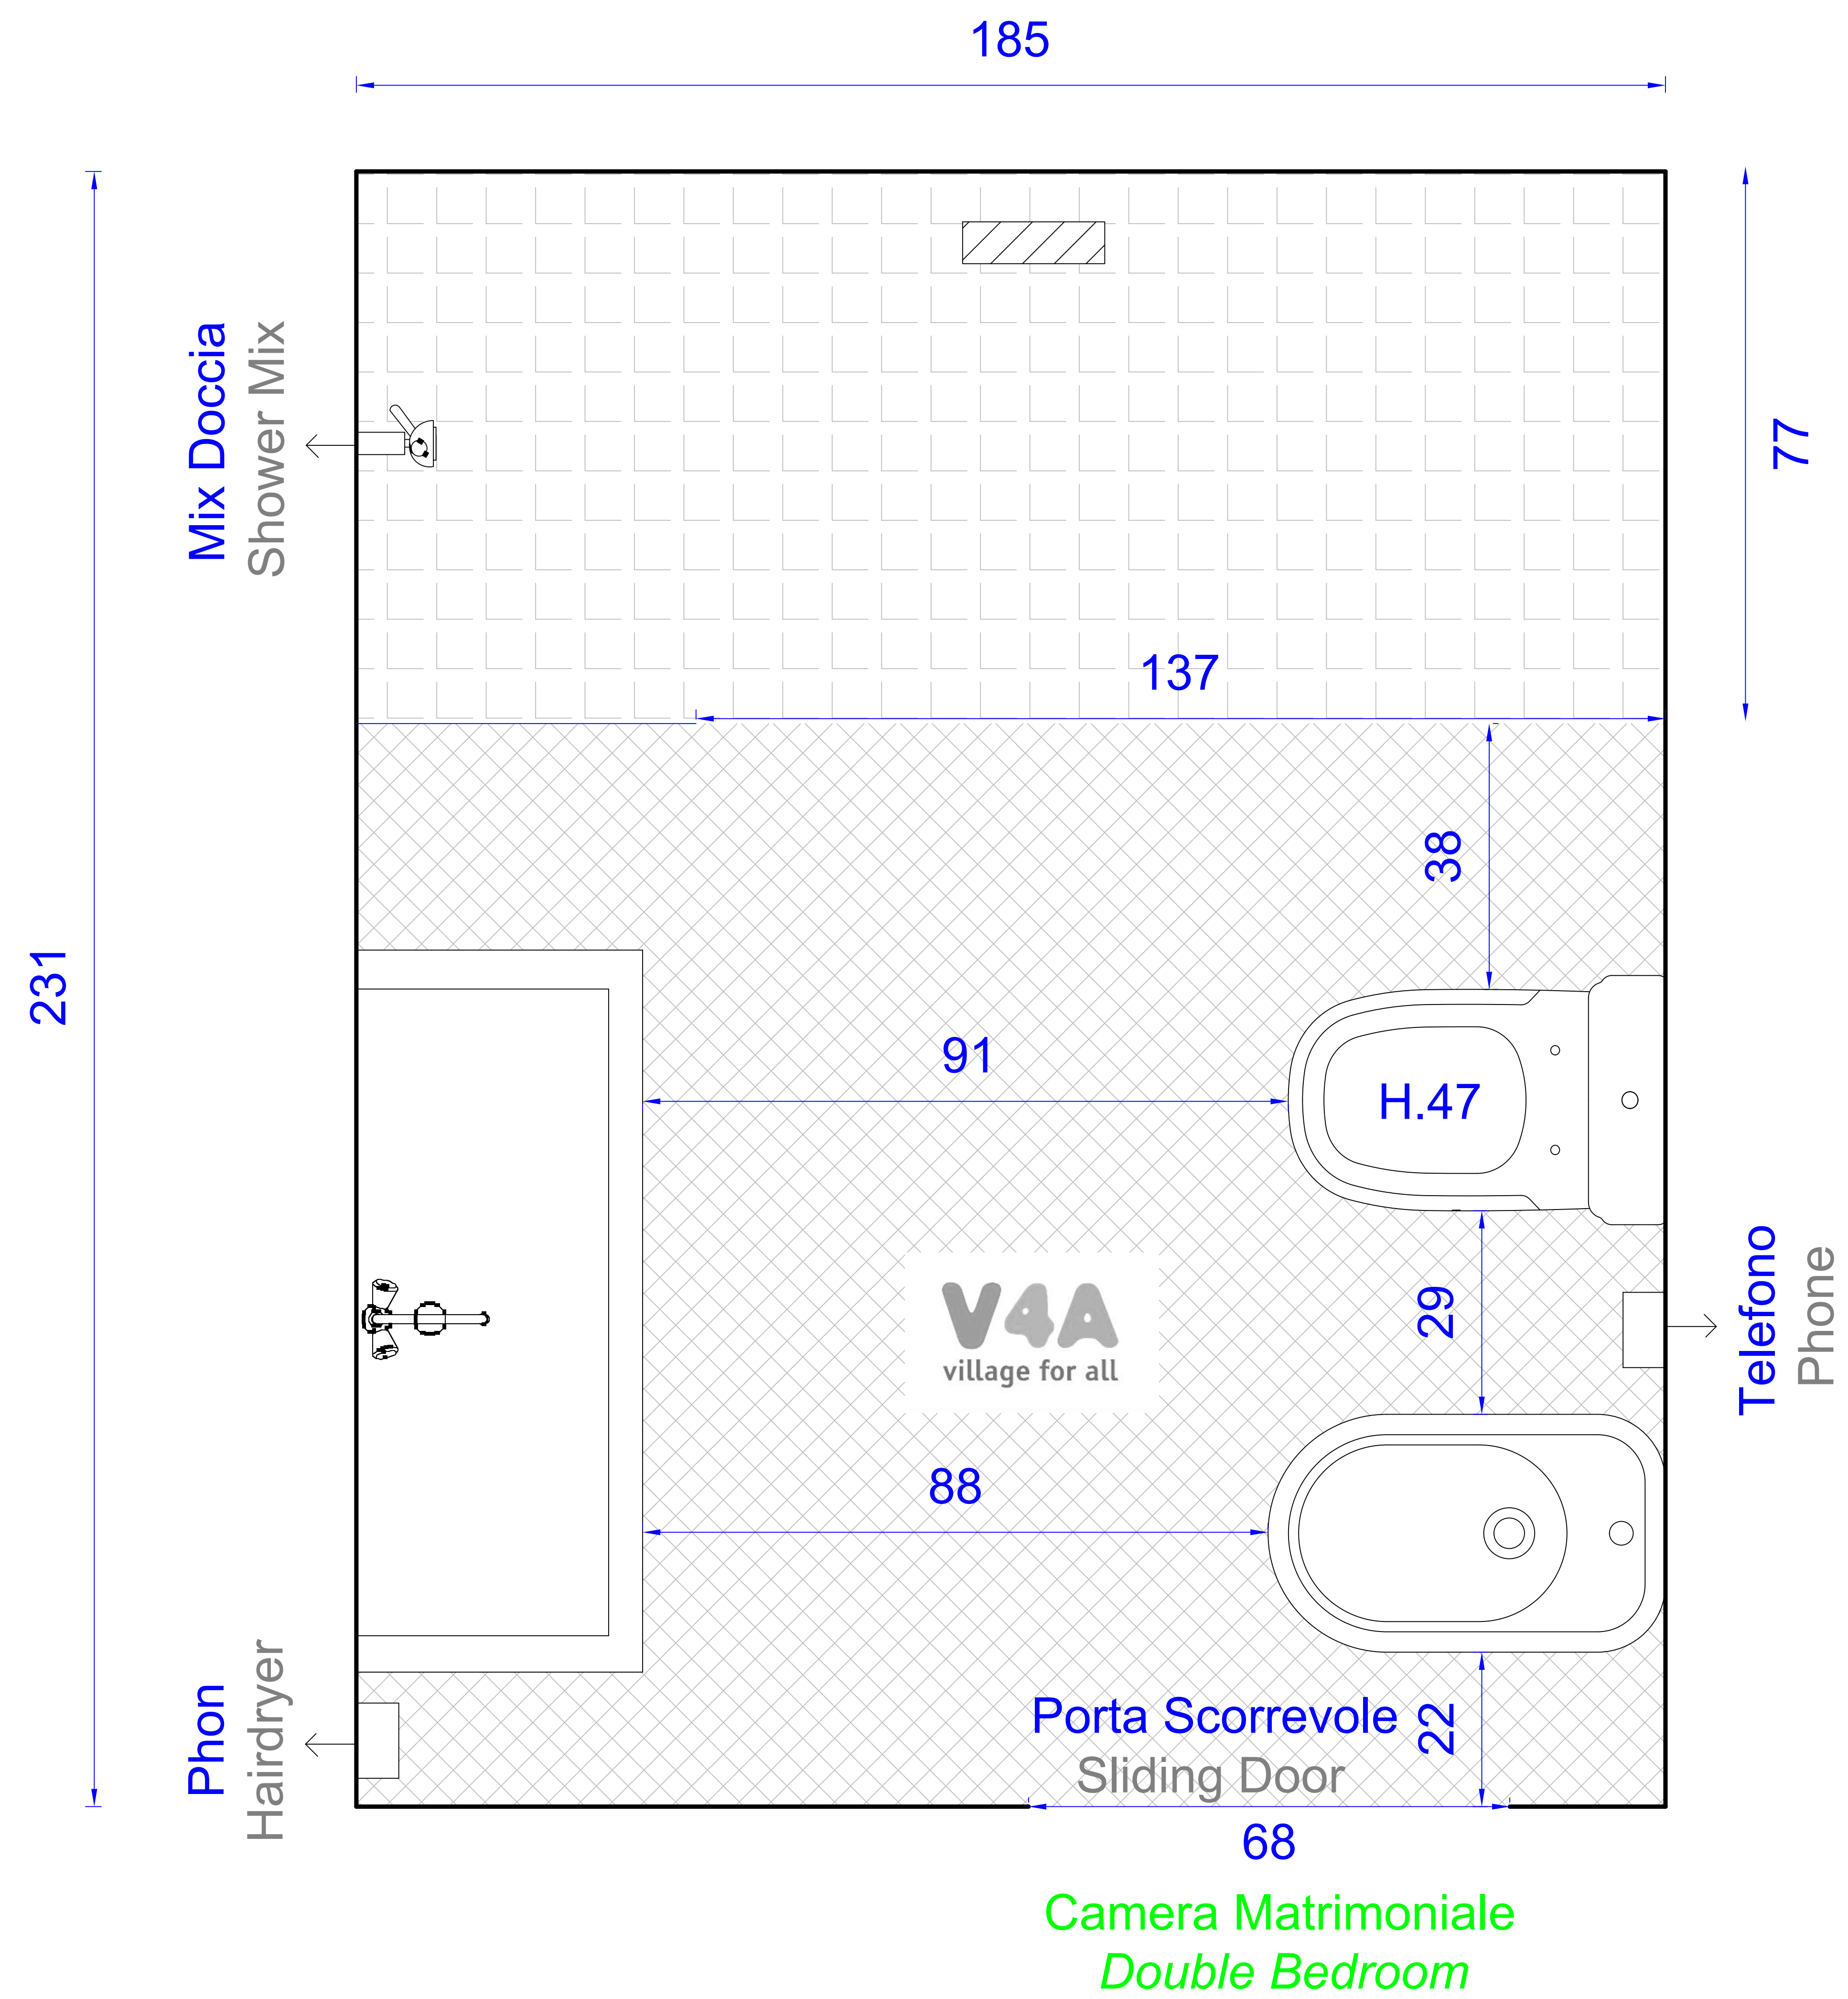 185
231
Mix Doccia
Shower Mix
77
137
38
91
H.47
V4A
village for all
29
Telefono
Phone
88
Phon
Hairdryer
Porta Scorrevole
Sliding Door
22
68
Camera Matrimoniale
Double Bedroom